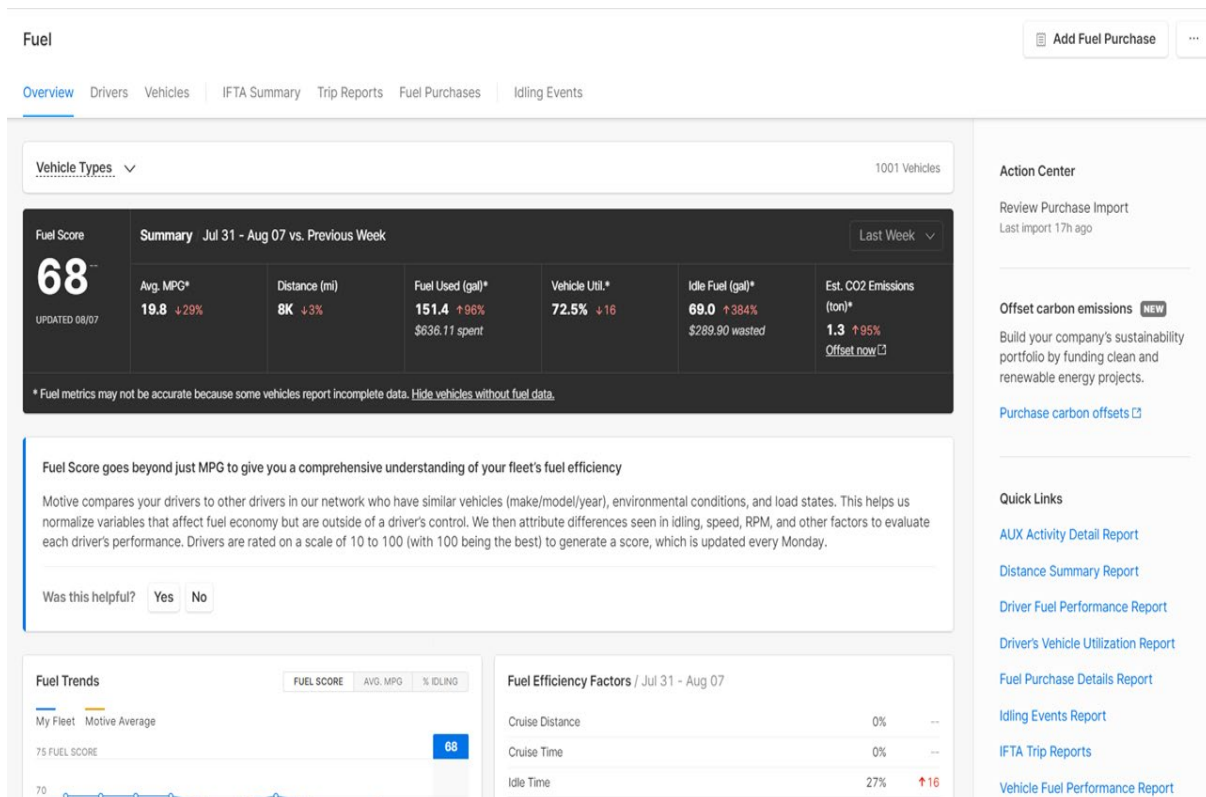 Fuel
Add Fuel Purchase
...
Overview Drivers Vehicles IFTA Summary Trip Reports Fuel Purchases Idling Events
Vehicle Types
1001 Vehicles
Fuel Score
68
--
UPDATED 08/07
Summary Jul 31 - Aug 07 vs. Previous Week
Last Week
Avg. MPG*
19.8 ↓29%
Distance (mi)
8K ↓3%
Fuel Used (gal)*
151.4 ↑96%
$636.11 spent
Vehicle Util.*
72.5% ↓16
Idle Fuel (gal)*
69.0 ↑384%
$289.90 wasted
Est. CO2 Emissions
(ton)*
1.3 ↑95%
Offset now
* Fuel metrics may not be accurate because some vehicles report incomplete data. Hide vehicles without fuel data.
Fuel Score goes beyond just MPG to give you a comprehensive understanding of your fleet's fuel efficiency
Motive compares your drivers to other drivers in our network who have similar vehicles (make/model/year), environmental conditions, and load states. This helps us
normalize variables that affect fuel economy but are outside of a driver's control. We then attribute differences seen in idling, speed, RPM, and other factors to evaluate
each driver's performance. Drivers are rated on a scale of 10 to 100 (with 100 being the best) to generate a score, which is updated every Monday.
Was this helpful? Yes No
Fuel Trends
FUEL SCORE AVG. MPG % IDLING
My Fleet Motive Average
75 FUEL SCORE
68
70
Fuel Efficiency Factors / Jul 31 - Aug 07
Cruise Distance 0% --
Cruise Time 0% --
Idle Time 27% ↑16
Action Center
Review Purchase Import
Last import 17h ago
Offset carbon emissions NEW
Build your company's sustainability
portfolio by funding clean and
renewable energy projects.
Purchase carbon offsets
Quick Links
AUX Activity Detail Report
Distance Summary Report
Driver Fuel Performance Report
Driver's Vehicle Utilization Report
Fuel Purchase Details Report
Idling Events Report
IFTA Trip Reports
Vehicle Fuel Performance Report